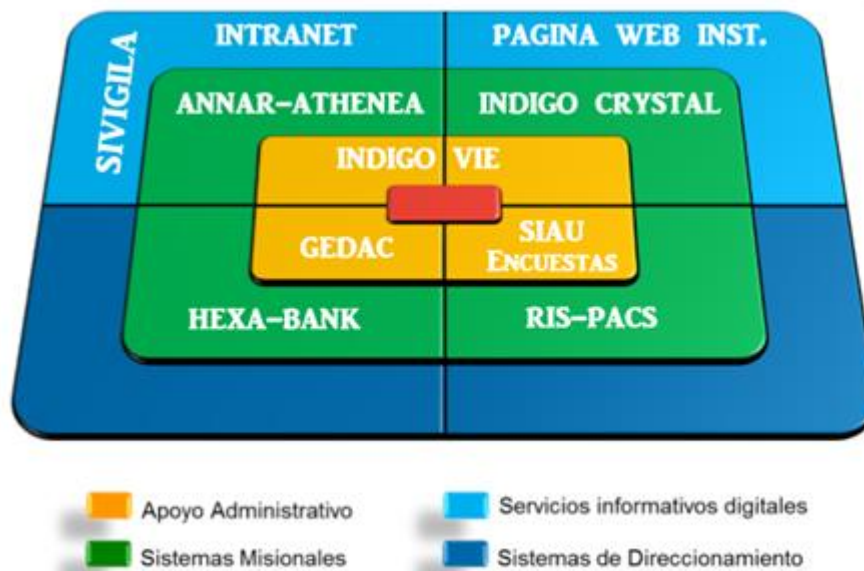 INTRANET
PAGINA WEB INST.
SIVIGILA
ANNAR-ATHENEA
INDIGO CRYSTAL
INDIGO VIE
GEDAC
SIAU
ENCUESTAS
HEXA-BANK
RIS-PACS
Apoyo Administrativo
Servicios informativos digitales
Sistemas Misionales
Sistemas de Direccionamiento